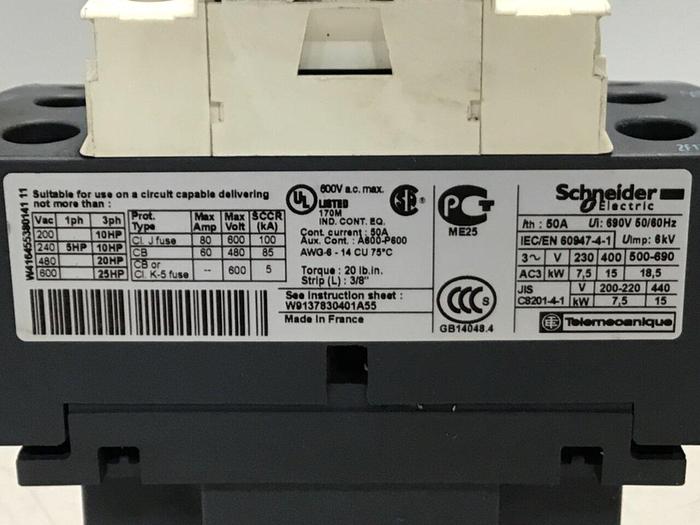 W416455380141 11
Suitable for use on a circuit capable delivering
not more than :
Vac 1ph 3ph
200 10HP
240 5HP 10HP
480 20HP
600 25HP
Prot. Type Max Amp Max Volt SCCR (kA)
Cl. J fuse 80 600 100
CB 60 480 85
CB or Cl. K-5 fuse -- 600 5
UL LISTED
170M
IND. CONT. EQ.
600V a.c. max.
Cont. current : 50A
Aux. Cont. : A600-P600
AWG-6 - 14 CU 75°C
Torque : 20 lb.in.
Strip (L) : 3/8"
See instruction sheet :
W9137830401A55
Made in France
ME25
CCC S
GB14048.4
Schneider
Electric
Ith : 50A Ui: 690V 50/60Hz
IEC/EN 60947-4-1 Uimp: 6kV
3~ V 230 400 500-690
AC3 kW 7,5 15 18,5
JIS V 200-220 440
C8201-4-1 kW 7,5 15
Telemecanique